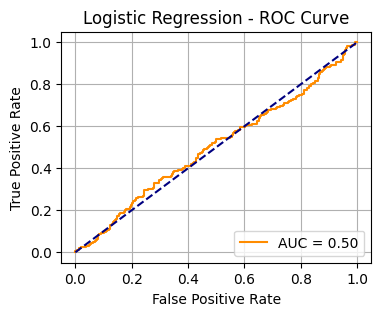 Logistic Regression - ROC Curve
1.0
0.8
0.6
0.4
0.2
0.0
True Positive Rate
AUC = 0.50
0.0 0.2 0.4 0.6 0.8 1.0
False Positive Rate